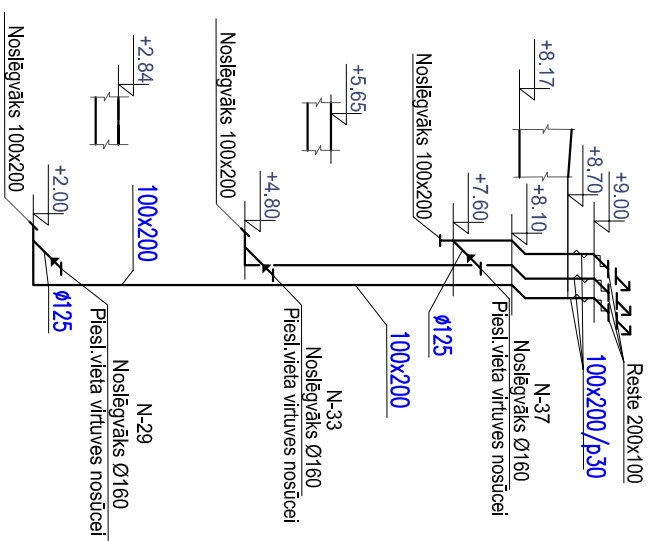 Reste 200x100
100x200/p30
+9.00
+8.70
+8.17
+8.10
+7.60
N-37
Noslēgvāks Ø160
Piesl.vieta virtuves nosūcei
Ø125
Noslēgvāks 100x200
100x200
+5.65
+4.80
N-33
Noslēgvāks Ø160
Piesl.vieta virtuves nosūcei
Noslēgvāks 100x200
100x200
+2.84
+2.00
Ø125
N-29
Noslēgvāks Ø160
Piesl.vieta virtuves nosūcei
Noslēgvāks 100x200